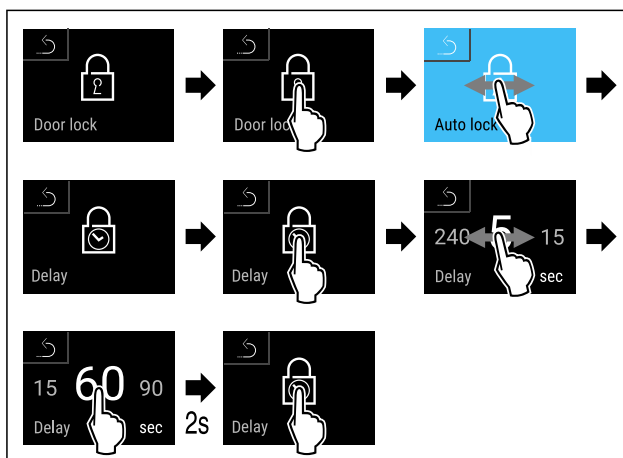 Door lock
Door loc
Auto lock
Delay
Delay
240 5 15
Delay sec
15 60 90
Delay sec
2s
Delay